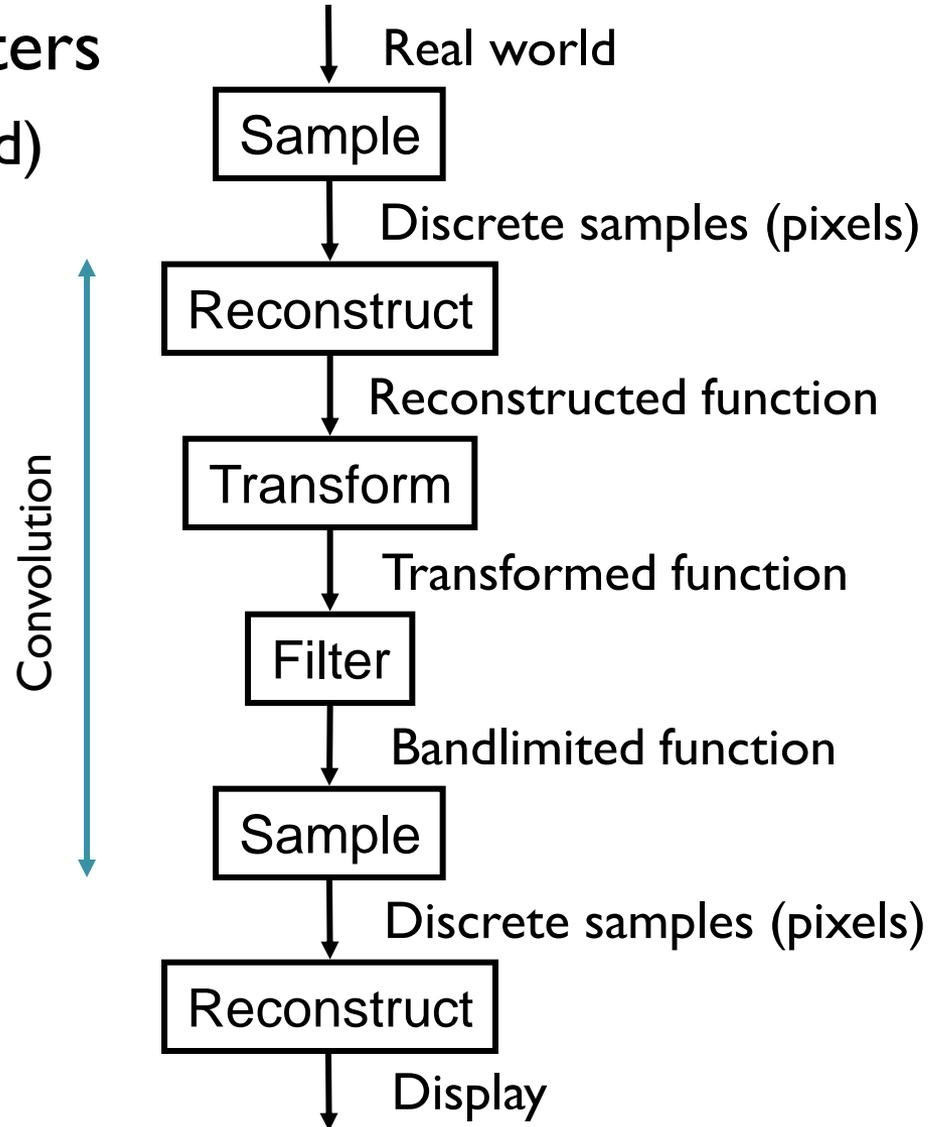 ters
d)
Real world
Sample
Discrete samples (pixels)
Reconstruct
Reconstructed function
Transform
Transformed function
Convolution
Filter
Bandlimited function
Sample
Discrete samples (pixels)
Reconstruct
Display